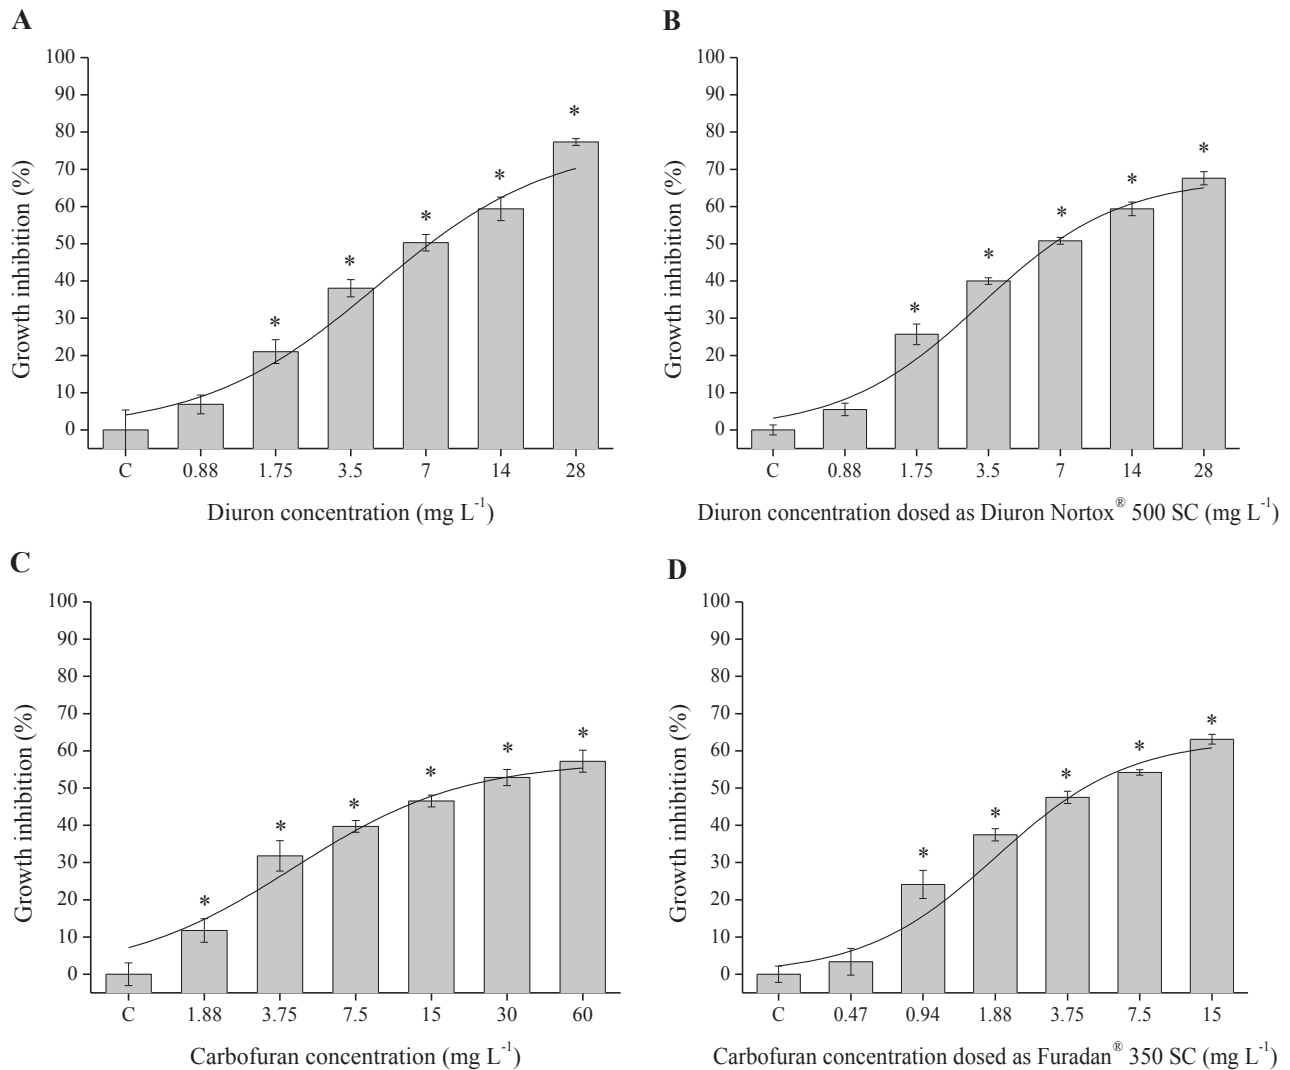 A
Growth inhibition (%)
100
90
80
70
60
50
40
30
20
10
0
* * * * *
C 0.88 1.75 3.5 7 14 28
Diuron concentration (mg L⁻¹)
B
Growth inhibition (%)
100
90
80
70
60
50
40
30
20
10
0
* * * * *
C 0.88 1.75 3.5 7 14 28
Diuron concentration dosed as Diuron Nortox® 500 SC (mg L⁻¹)
C
Growth inhibition (%)
100
90
80
70
60
50
40
30
20
10
0
* * * * * *
C 1.88 3.75 7.5 15 30 60
Carbofuran concentration (mg L⁻¹)
D
Growth inhibition (%)
100
90
80
70
60
50
40
30
20
10
0
* * * * *
C 0.47 0.94 1.88 3.75 7.5 15
Carbofuran concentration dosed as Furadan® 350 SC (mg L⁻¹)